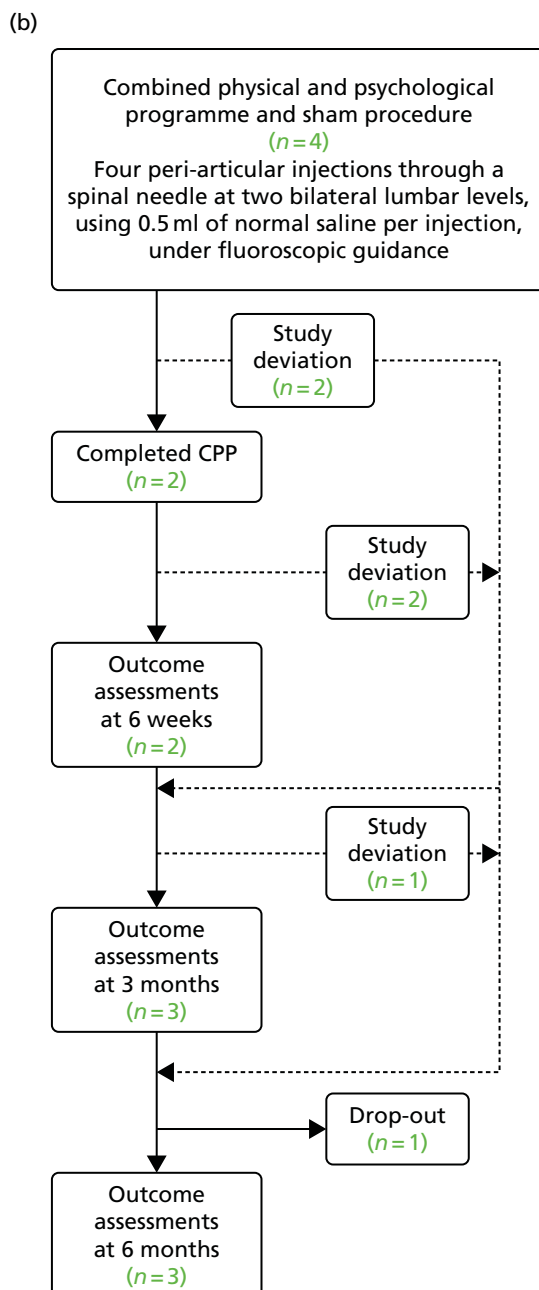 (b)
Combined physical and psychological
programme and sham procedure
(n=4)
Four peri-articular injections through a
spinal needle at two bilateral lumbar levels,
using 0.5 ml of normal saline per injection,
under fluoroscopic guidance
Study
deviation
(n=2)
Completed CPP
(n=2)
Study
deviation
(n=2)
Outcome
assessments
at 6 weeks
(n=2)
Study
deviation
(n=1)
Outcome
assessments
at 3 months
(n=3)
Drop-out
(n=1)
Outcome
assessments
at 6 months
(n=3)